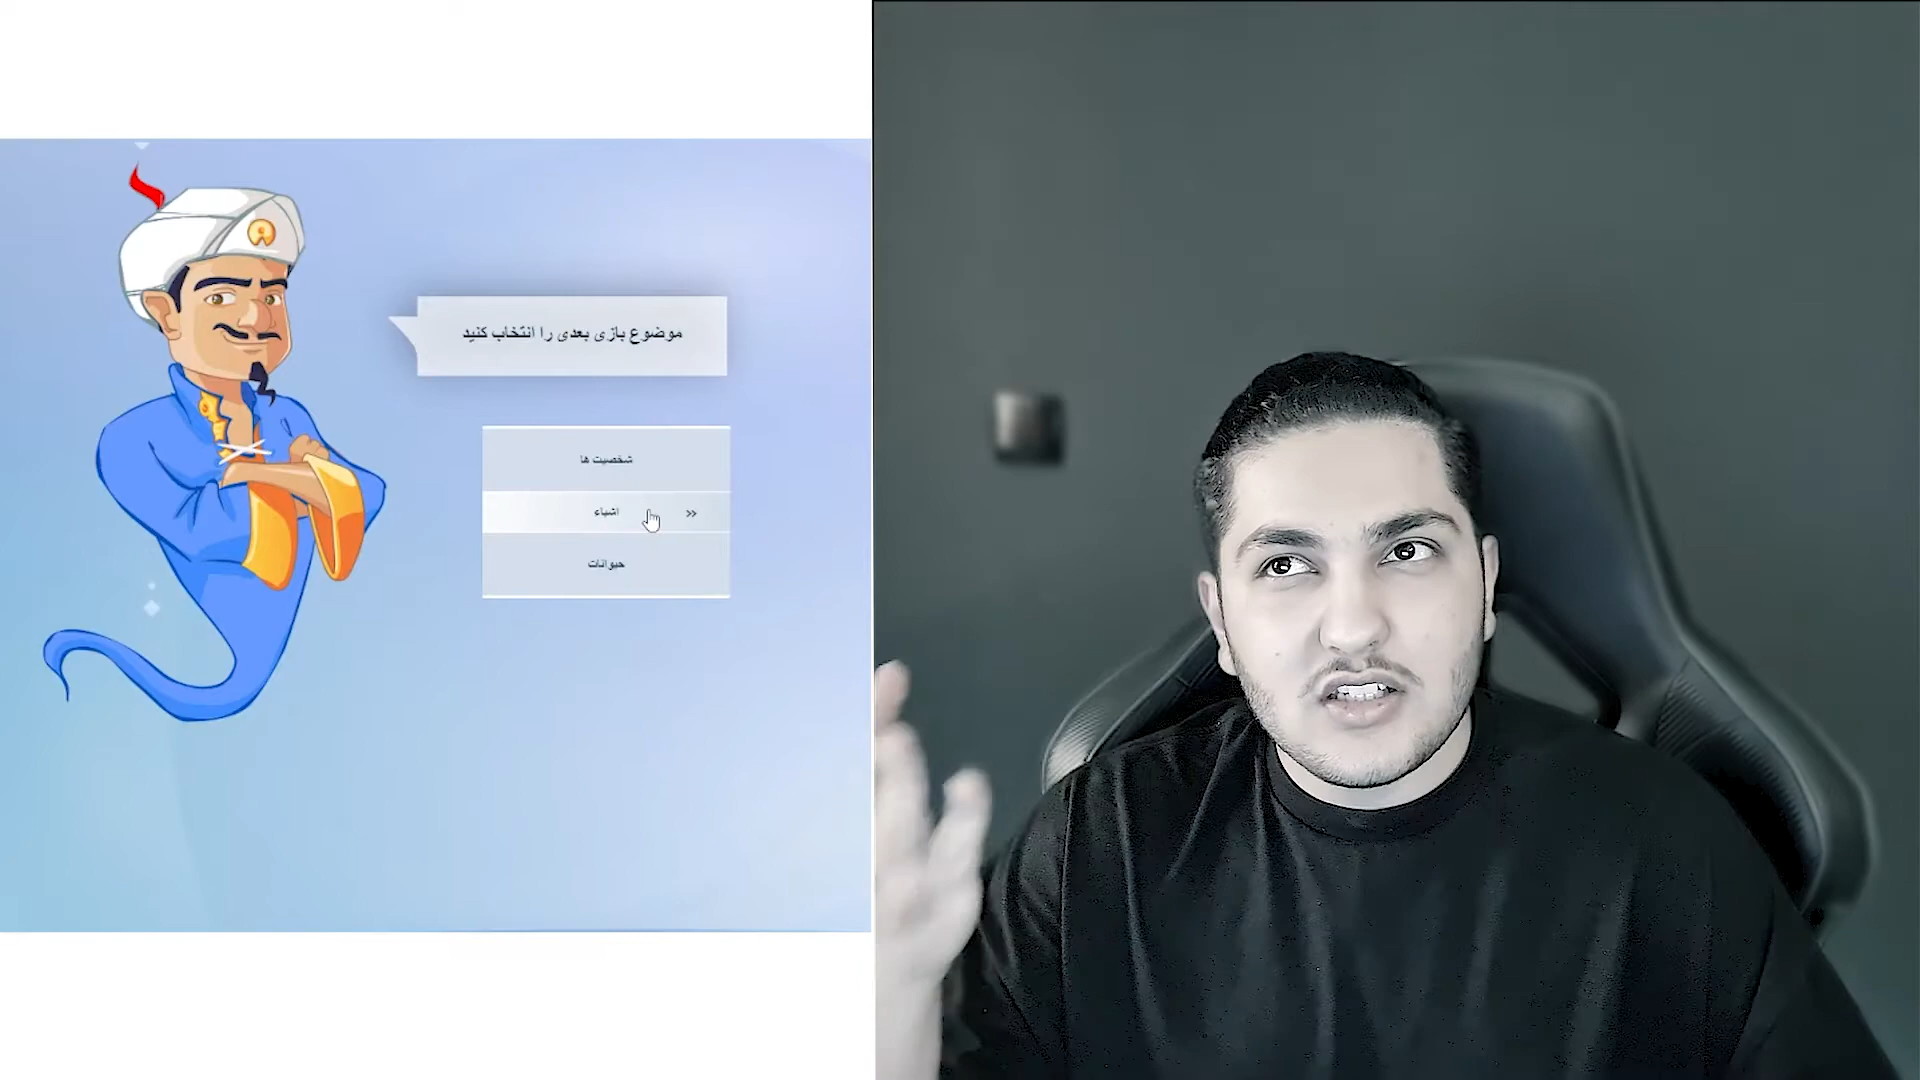 موضوع بازی بعدی را انتخاب کنید
شخصیت ها
اشیاء
حیوانات